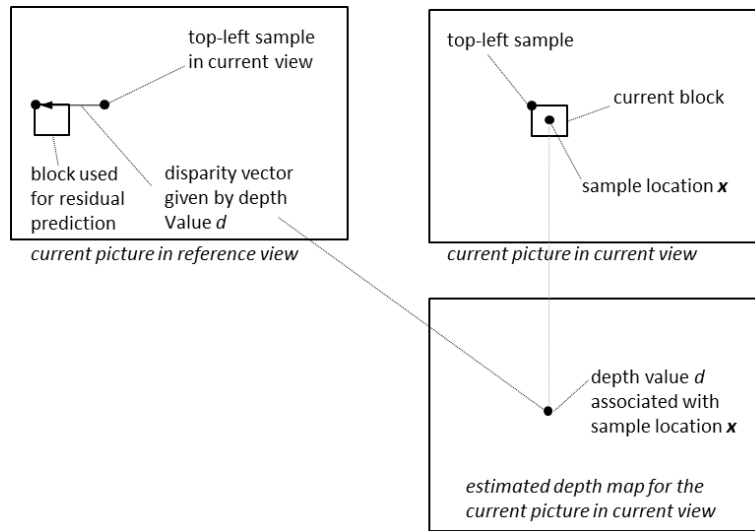 top-left sample
in current view
block used
for residual
prediction
disparity vector
given by depth
Value d
current picture in reference view
top-left sample
current block
sample location x
current picture in current view
depth value d
associated with
sample location x
estimated depth map for the
current picture in current view